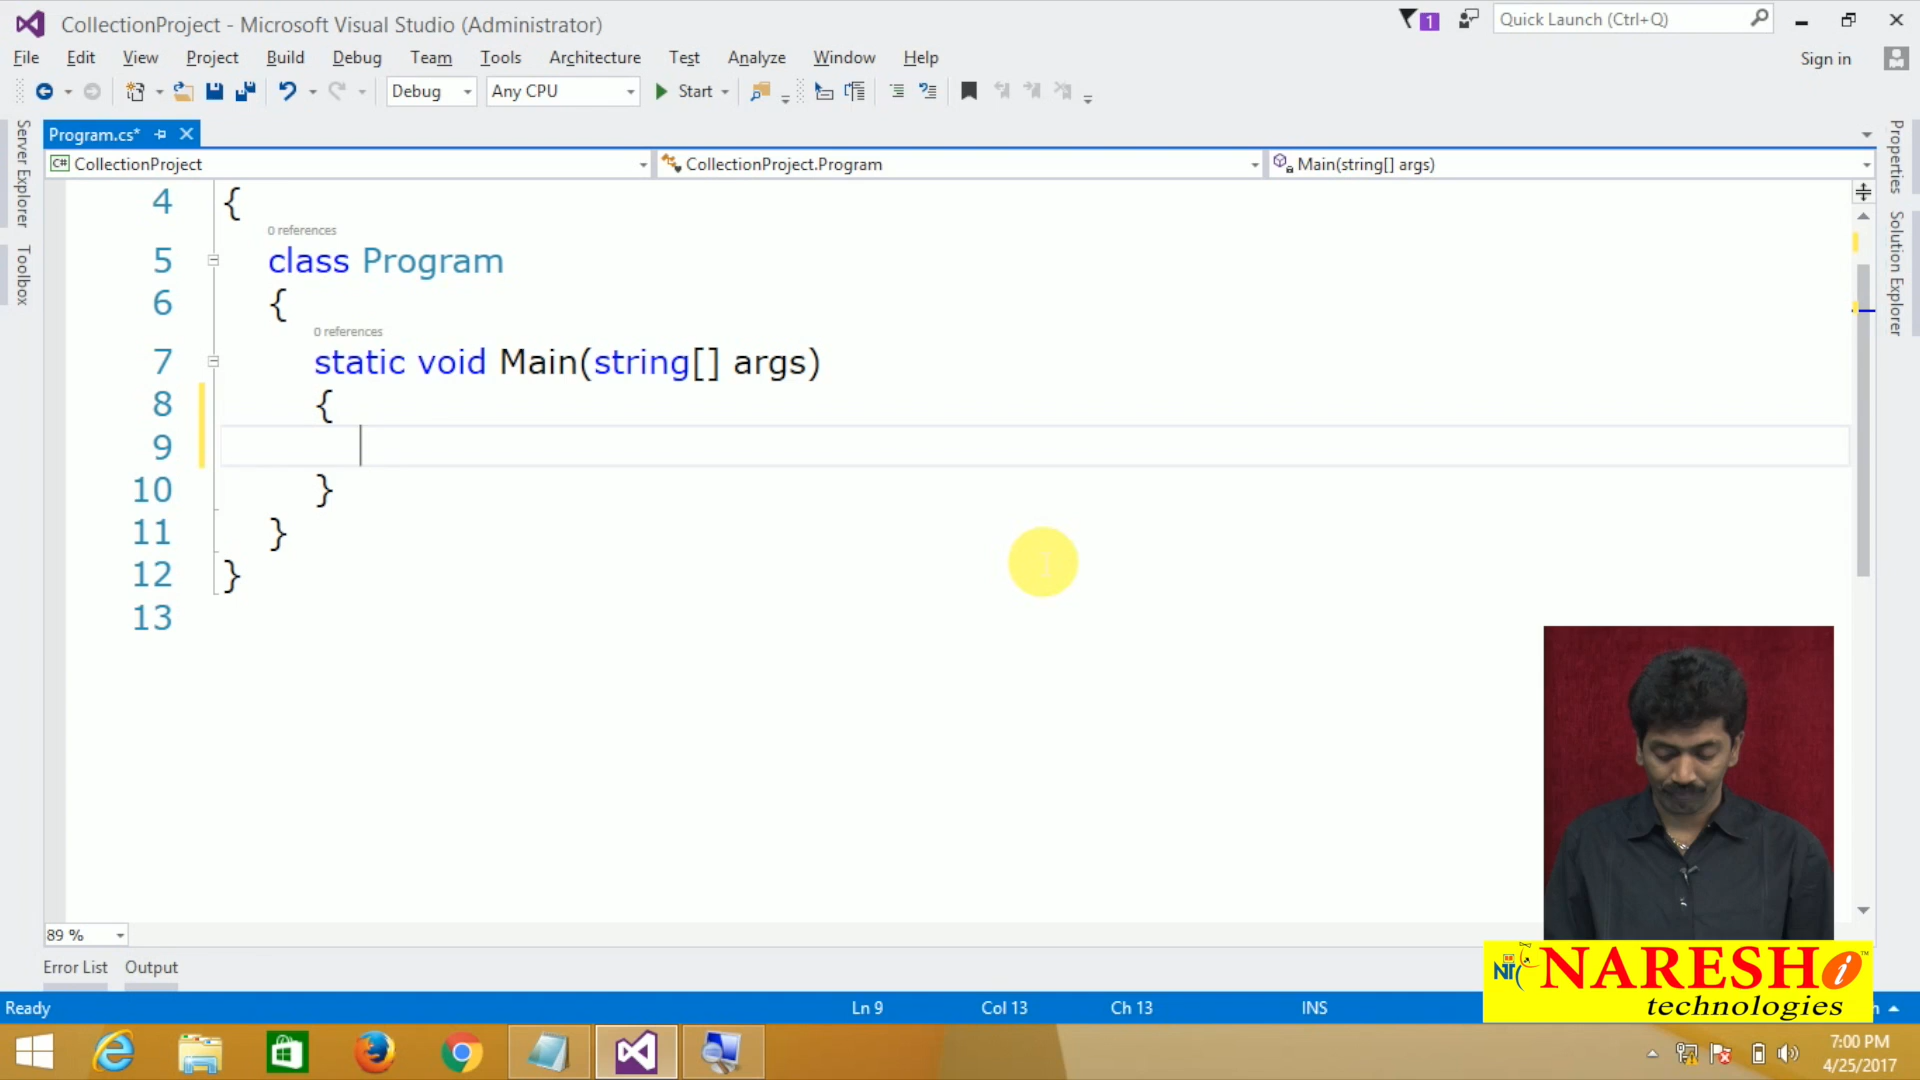 CollectionProject - Microsoft Visual Studio (Administrator)
1
Quick Launch (Ctrl+Q)
File Edit View Project Build Debug Team Tools Architecture Test Analyze Window Help
Sign in
Debug Any CPU Start
Server Explorer
Toolbox
Program.cs*
Properties
Solution Explorer
C# CollectionProject CollectionProject.Program Main(string[] args)
4 {
0 references
5 class Program
6 {
0 references
7 static void Main(string[] args)
8 {
9
10 }
11 }
12 }
13
89 %
Error List Output
NARESH i
technologies
Ready Ln 9 Col 13 Ch 13 INS
7:00 PM
4/25/2017